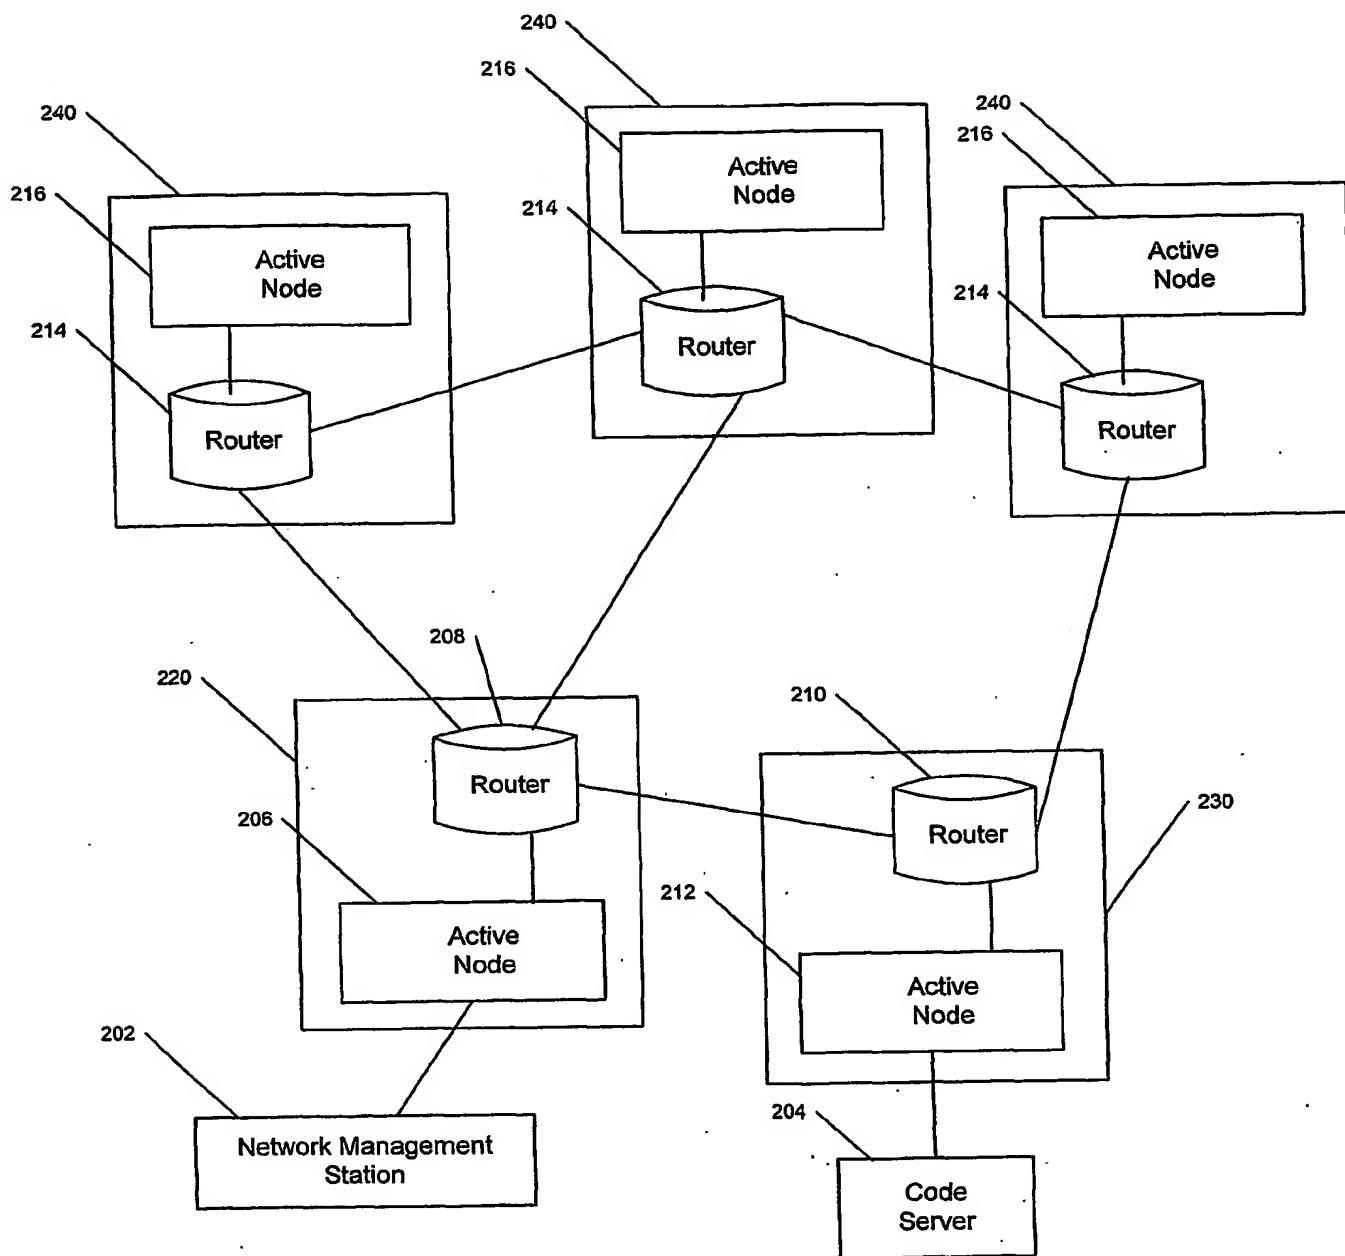 240
216
Active
Node
214
Router
240
216
Active
Node
214
Router
240
216
Active
Node
214
Router
208
220
Router
206
Active
Node
202
Network Management
Station
210
Router
230
212
Active
Node
204
Code
Server